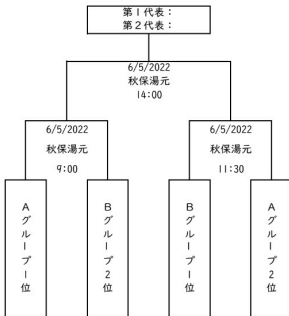 第1代表：
第2代表：
6/5/2022
秋保湯元
14:00
6/5/2022
秋保湯元
9:00
6/5/2022
秋保湯元
11:30
Aグループ1位
Bグループ2位
Bグループ1位
Aグループ2位